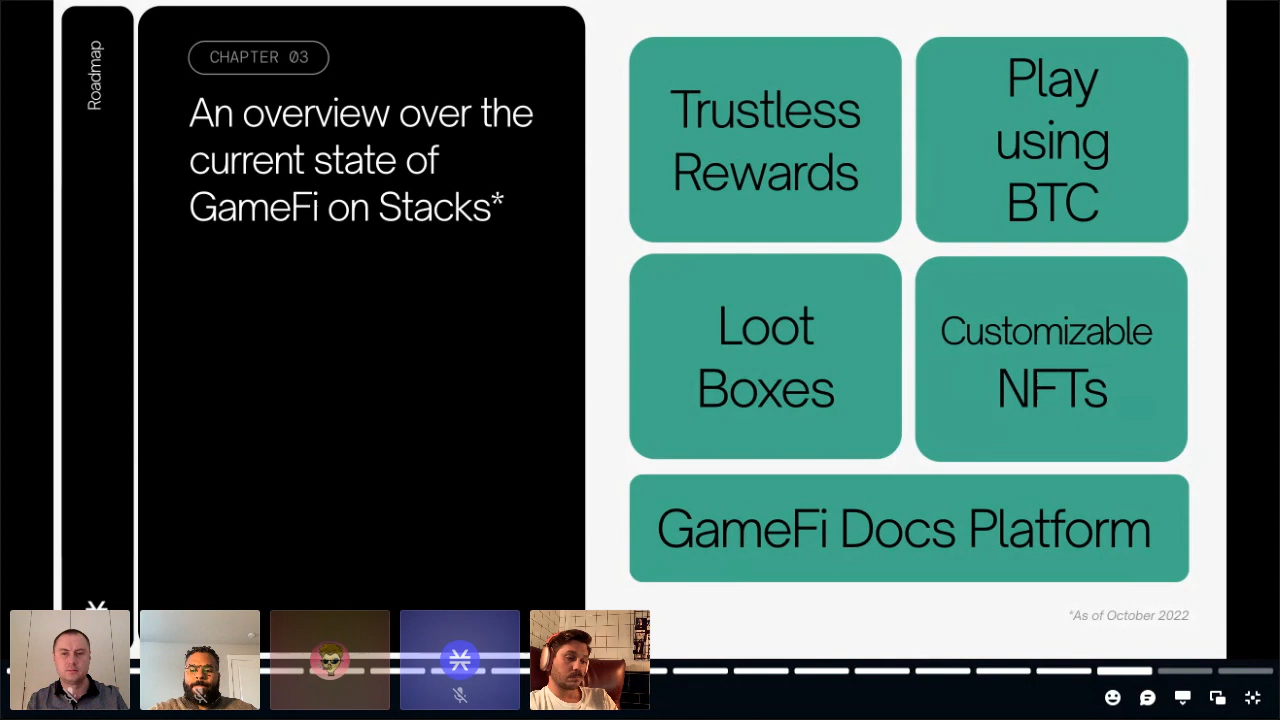 Roadmap
CHAPTER 03
An overview over the
current state of
GameFi on Stacks*
Trustless
Rewards
Play
using
BTC
Loot
Boxes
Customizable
NFTs
GameFi Docs Platform
*As of October 2022